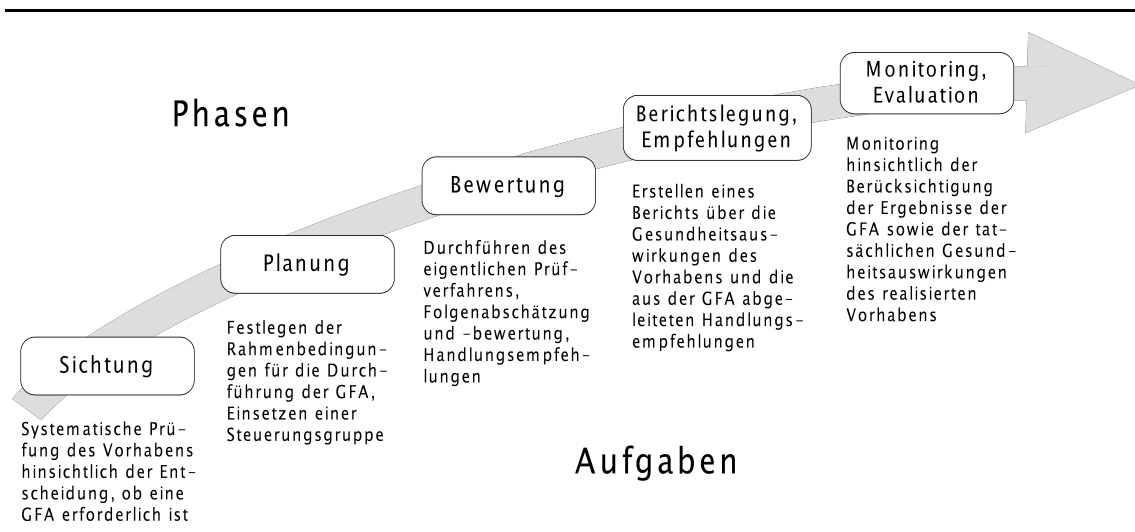 Phasen
Sichtung
Systematische Prü–
fung des Vorhabens
hinsichtlich der Ent–
scheidung, ob eine
GFA erforderlich ist
Planung
Festlegen der
Rahmenbedingun–
gen für die Durch–
führung der GFA,
Einsetzen einer
Steuerungsgruppe
Bewertung
Durchführen des
eigentlichen Prüf–
verfahrens,
Folgenabschätzung
und –bewertung,
Handlungsempfeh–
lungen
Berichtslegung,
Empfehlungen
Erstellen eines
Berichts über die
Gesundheitsaus–
wirkungen des
Vorhabens und die
aus der GFA abge–
leiteten Handlungs–
empfehlungen
Monitoring,
Evaluation
Monitoring
hinsichtlich der
Berücksichtigung
der Ergebnisse der
GFA sowie der tat–
sächlichen Gesund–
heitsauswirkungen
des realisierten
Vorhabens
Aufgaben